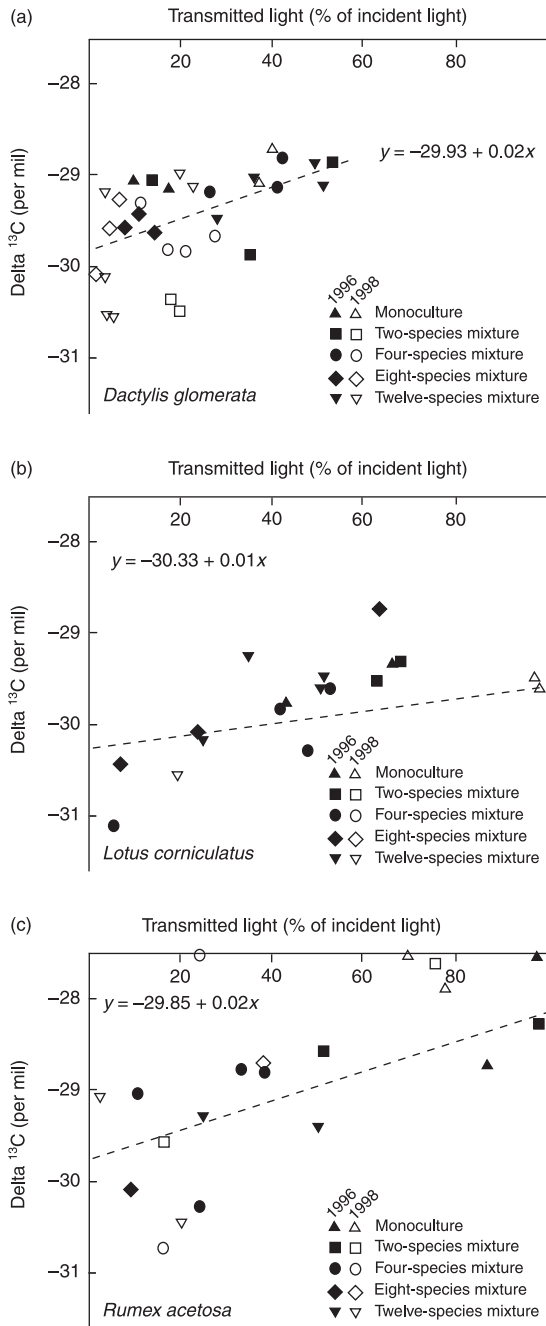 (a)
Transmitted light (% of incident light)
20 40 60 80
−28
−29
−30
−31
Delta ¹³C (per mil)
y = −29.93 + 0.02x
1996 1998
Monoculture
Two-species mixture
Four-species mixture
Eight-species mixture
Twelve-species mixture
Dactylis glomerata
(b)
Transmitted light (% of incident light)
20 40 60 80
−28
−29
−30
−31
Delta ¹³C (per mil)
y = −30.33 + 0.01x
1996 1998
Monoculture
Two-species mixture
Four-species mixture
Eight-species mixture
Twelve-species mixture
Lotus corniculatus
(c)
Transmitted light (% of incident light)
20 40 60 80
−28
−29
−30
−31
Delta ¹³C (per mil)
y = −29.85 + 0.02x
1996 1998
Monoculture
Two-species mixture
Four-species mixture
Eight-species mixture
Twelve-species mixture
Rumex acetosa